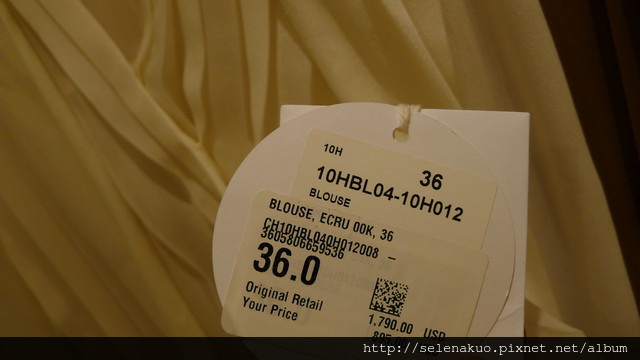 10H
36
10HBL04-10H012
BLOUSE
BLOUSE, ECRU 00K, 36
CH10HBL040H012008 –
3605806659536
36.0
Original Retail
Your Price
1,790.00 USD
http://selenakuo.pixnet.net/album